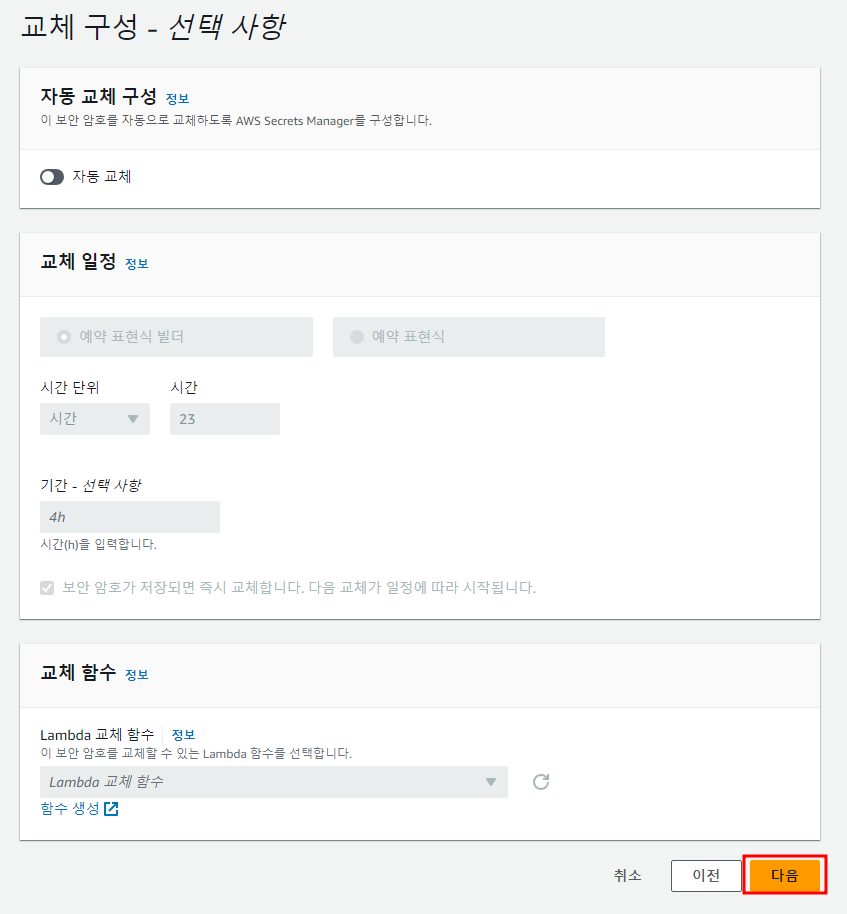 교체 구성 - 선택 사항
자동 교체 구성 정보
이 보안 암호를 자동으로 교체하도록 AWS Secrets Manager를 구성합니다.
자동 교체
교체 일정 정보
예약 표현식 빌더 예약 표현식
시간 단위 시간
시간 23
기간 - 선택 사항
4h
시간(h)을 입력합니다.
보안 암호가 저장되면 즉시 교체합니다. 다음 교체가 일정에 따라 시작됩니다.
교체 함수 정보
Lambda 교체 함수 정보
이 보안 암호를 교체할 수 있는 Lambda 함수를 선택합니다.
Lambda 교체 함수
함수 생성
취소 이전 다음